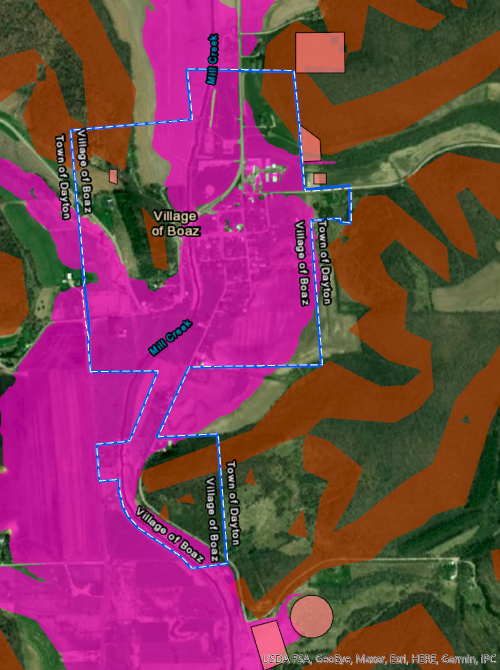 Mill Creek
Village of Boaz
Town of Dayton
Village
of Boaz
Village of Boaz
Town of Dayton
Mill Creek
Town of Dayton
Village of Boaz
Village of Boaz
USDA FSA, GeoEye, Maxar, Esri, HERE, Garmin, iPC